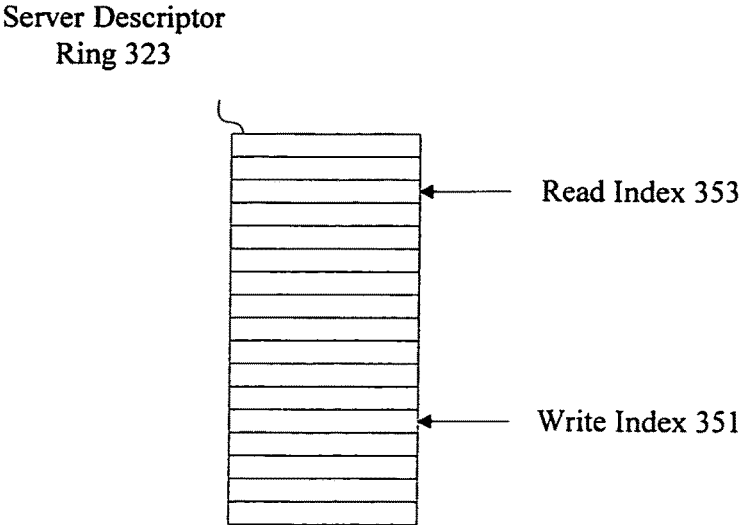 Server Descriptor
Ring 323
Read Index 353
Write Index 351